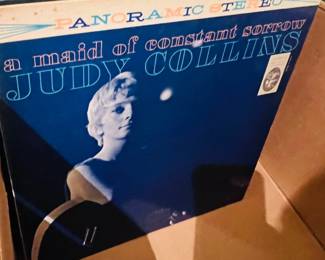 PANORAMIC STEREO
a maid of constant sorrow
JUDY COLLINS